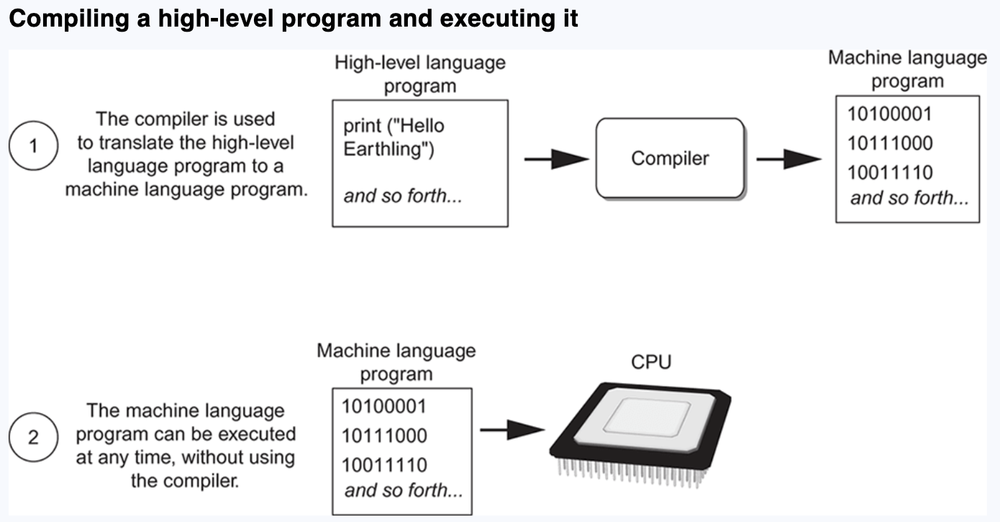 Compiling a high-level program and executing it
High-level language
program
Machine language
program
1
The compiler is used
to translate the high-level
language program to a
machine language program.
print ("Hello
Earthling")
and so forth...
Compiler
10100001
10111000
10011110
and so forth...
Machine language
program
CPU
2
The machine language
program can be executed
at any time, without using
the compiler.
10100001
10111000
10011110
and so forth...